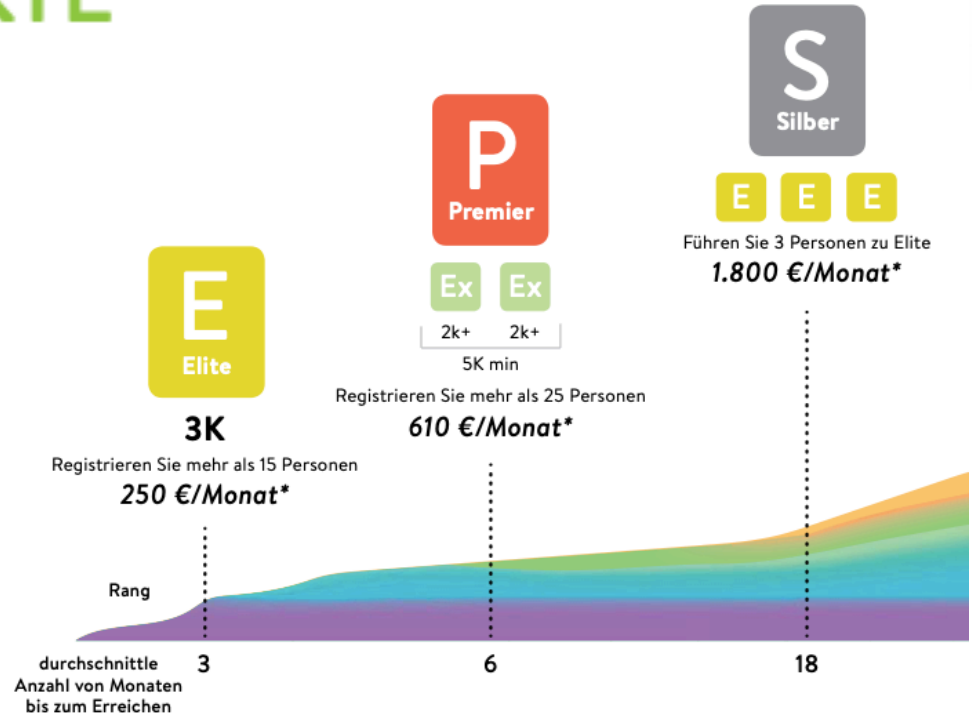 S
Silber
E E E
Führen Sie 3 Personen zu Elite
1.800 €/Monat*
P
Premier
Ex Ex
2k+ 2k+
5K min
Registrieren Sie mehr als 25 Personen
610 €/Monat*
E
Elite
3K
Registrieren Sie mehr als 15 Personen
250 €/Monat*
Rang
durchschnittle
Anzahl von Monaten
bis zum Erreichen
3 6 18